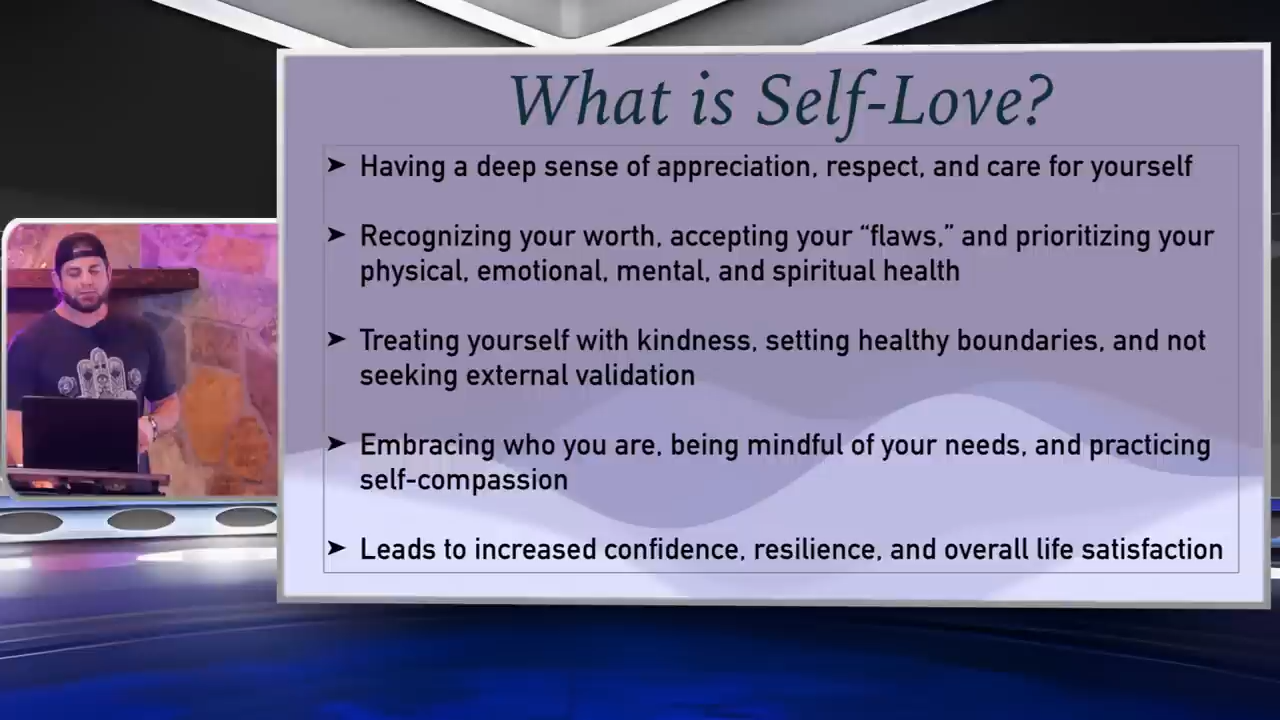 What is Self-Love?
➤ Having a deep sense of appreciation, respect, and care for yourself
➤ Recognizing your worth, accepting your “flaws,” and prioritizing your
physical, emotional, mental, and spiritual health
➤ Treating yourself with kindness, setting healthy boundaries, and not
seeking external validation
➤ Embracing who you are, being mindful of your needs, and practicing
self-compassion
➤ Leads to increased confidence, resilience, and overall life satisfaction